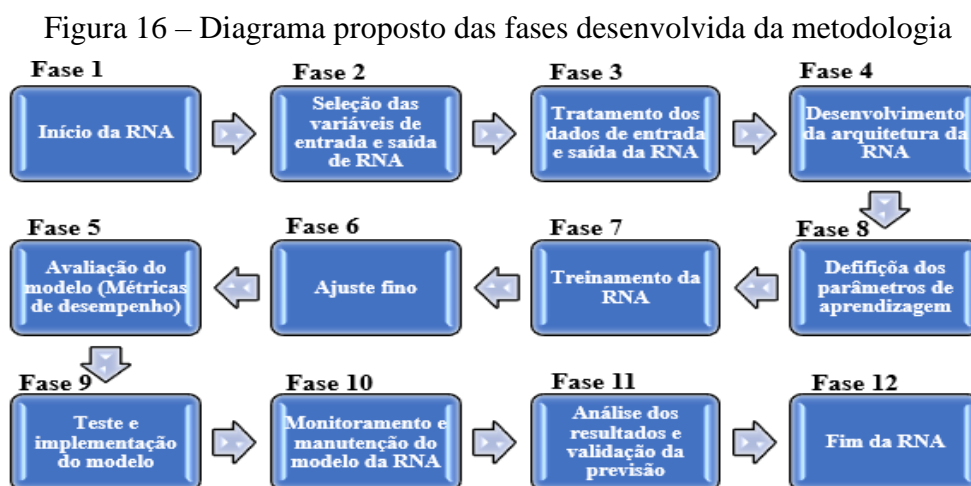 Figura 16 – Diagrama proposto das fases desenvolvida da metodologia
Fase 1
Início da RNA
Fase 2
Seleção das
variáveis de
entrada e saída
de RNA
Fase 3
Tratamento dos
dados de entrada
e saída da RNA
Fase 4
Desenvolvimento
da arquitetura da
RNA
Fase 5
Avaliação do
modelo (Métricas
de desempenho)
Fase 6
Ajuste fino
Fase 7
Treinamento da
RNA
Fase 8
Defifiçõa dos
parâmetros de
aprendizagem
Fase 9
Teste e
implementação
do modelo
Fase 10
Monitoramento e
manutenção do
modelo da RNA
Fase 11
Análise dos
resultados e
validação da
previsão
Fase 12
Fim da RNA